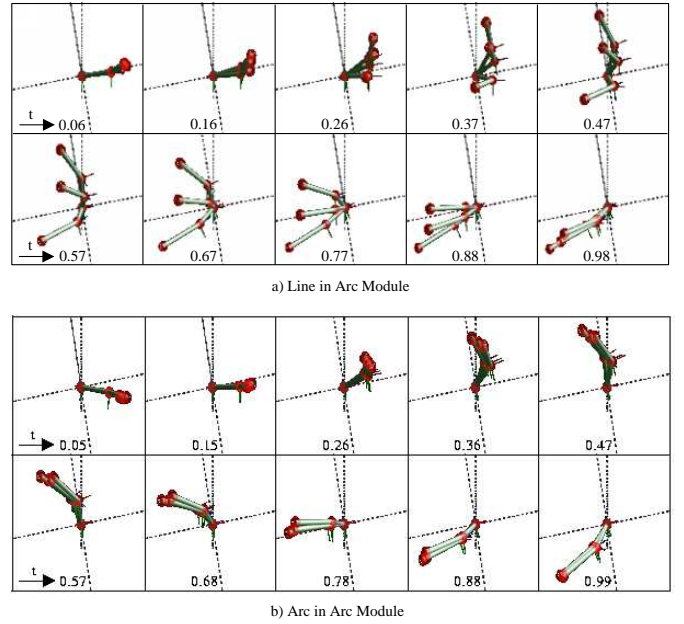 t 0.06 0.16 0.26 0.37 0.47
t 0.57 0.67 0.77 0.88 0.98
a) Line in Arc Module
t 0.05 0.15 0.26 0.36 0.47
t 0.57 0.68 0.78 0.88 0.99
b) Arc in Arc Module